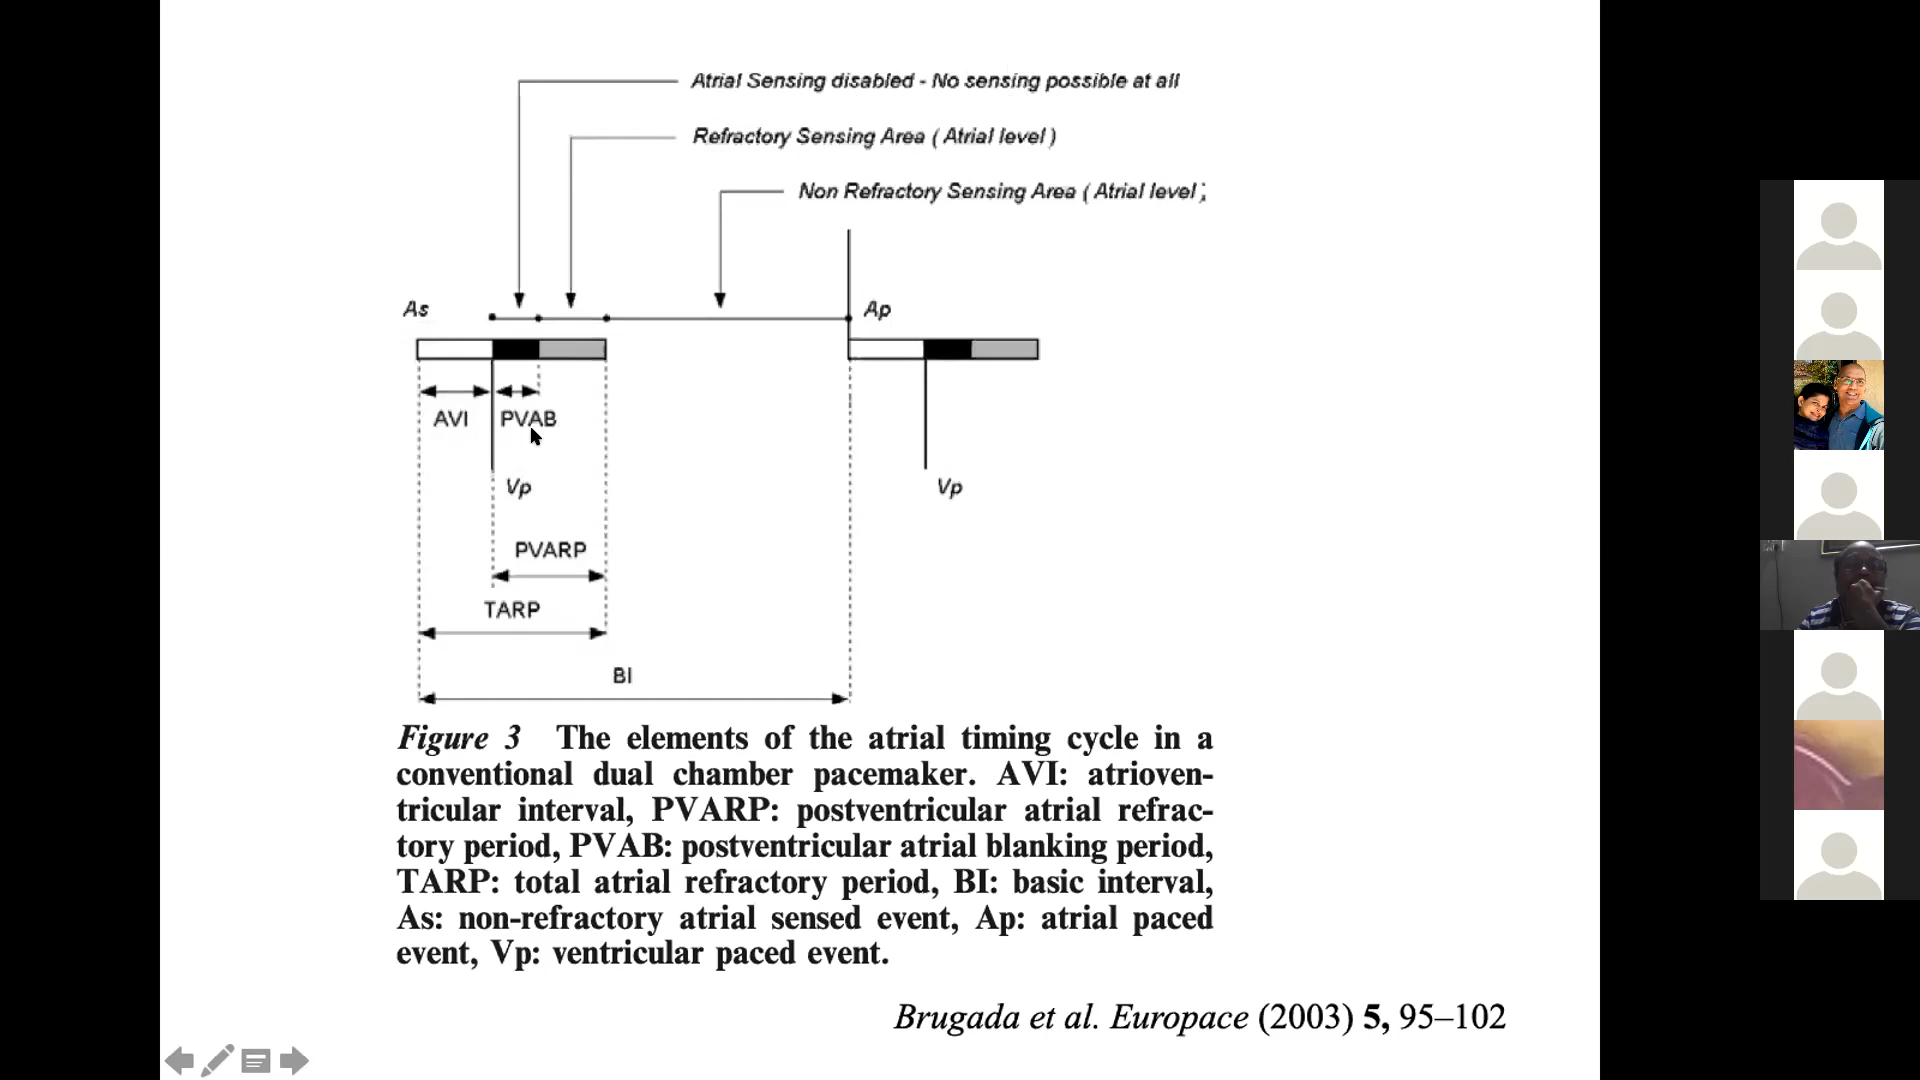 Atrial Sensing disabled - No sensing possible at all
Refractory Sensing Area ( Atrial level )
Non Refractory Sensing Area ( Atrial level )
As
Ap
AVI
PVAB
Vp
Vp
PVARP
TARP
BI
Figure 3 The elements of the atrial timing cycle in a
conventional dual chamber pacemaker. AVI: atrioven-
tricular interval, PVARP: postventricular atrial refrac-
tory period, PVAB: postventricular atrial blanking period,
TARP: total atrial refractory period, BI: basic interval,
As: non-refractory atrial sensed event, Ap: atrial paced
event, Vp: ventricular paced event.
Brugada et al. Europace (2003) 5, 95–102